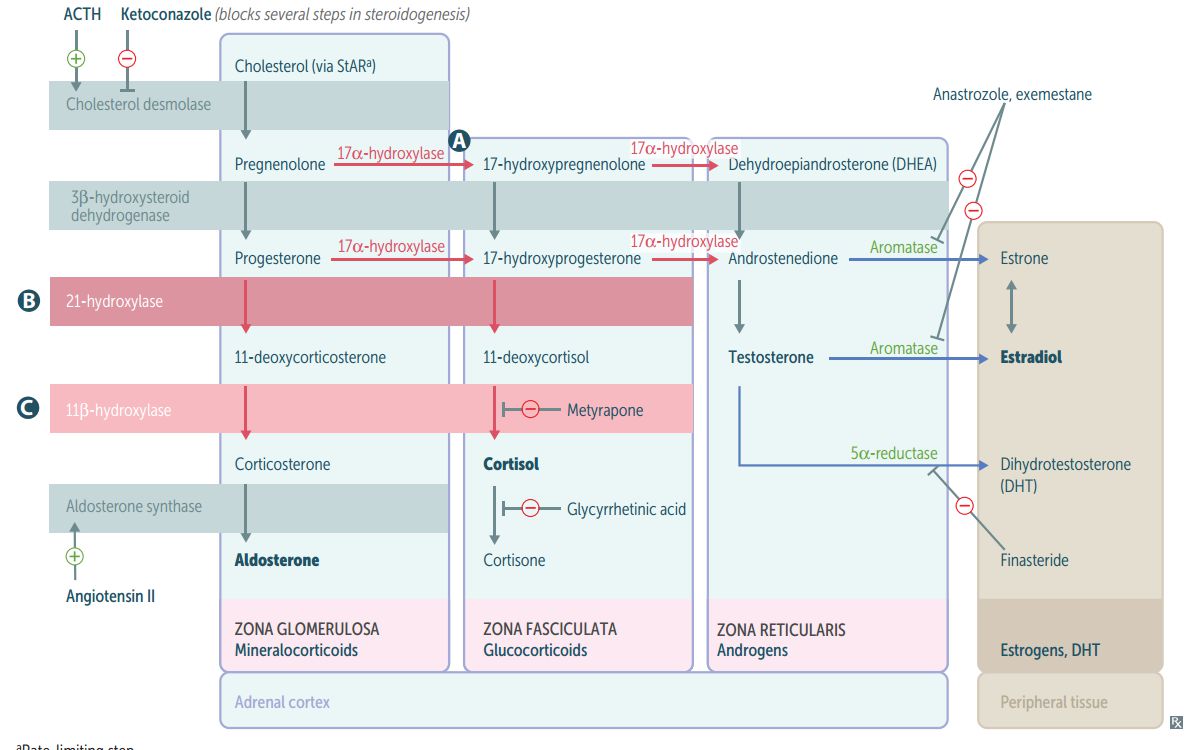 ACTH
Ketoconazole (blocks several steps in steroidogenesis)
Cholesterol (via StARª)
Cholesterol desmolase
Anastrozole, exemestane
A
Pregnenolone
17α-hydroxylase
17-hydroxypregnenolone
17α-hydroxylase
Dehydroepiandrosterone (DHEA)
3β-hydroxysteroid
dehydrogenase
Progesterone
17α-hydroxylase
17-hydroxyprogesterone
17α-hydroxylase
Androstenedione
Aromatase
Estrone
B
21-hydroxylase
11-deoxycorticosterone
11-deoxycortisol
Testosterone
Aromatase
Estradiol
C
11β-hydroxylase
Metyrapone
Corticosterone
Cortisol
5α-reductase
Dihydrotestosterone
(DHT)
Aldosterone synthase
Glycyrrhetinic acid
Aldosterone
Cortisone
Finasteride
Angiotensin II
ZONA GLOMERULOSA
Mineralocorticoids
ZONA FASCICULATA
Glucocorticoids
ZONA RETICULARIS
Androgens
Estrogens, DHT
Adrenal cortex
Peripheral tissue
Rx
ªRate-limiting step